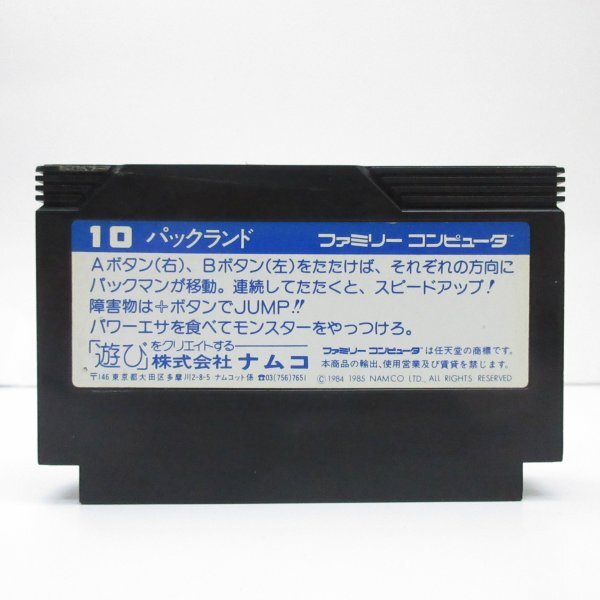 10 パックランド ファミリー コンピュータ™
Aボタン(右)、Bボタン(左)をたたけば、それぞれの方向に
パックマンが移動。連続してたたくと、スピードアップ!
障害物は✛ボタンでJUMP!!
パワーエサを食べてモンスターをやっつけろ。
「遊び」をクリエイトする 株式会社 ナムコ
〒146 東京都大田区多摩川2-8-5 ナムコット係 ☎03(756)7651
ファミリー コンピュータ™は任天堂の商標です。
本商品の輸出、使用営業及び賃貸を禁じます。
©1984 1985 NAMCO LTD., ALL RIGHTS RESERVED